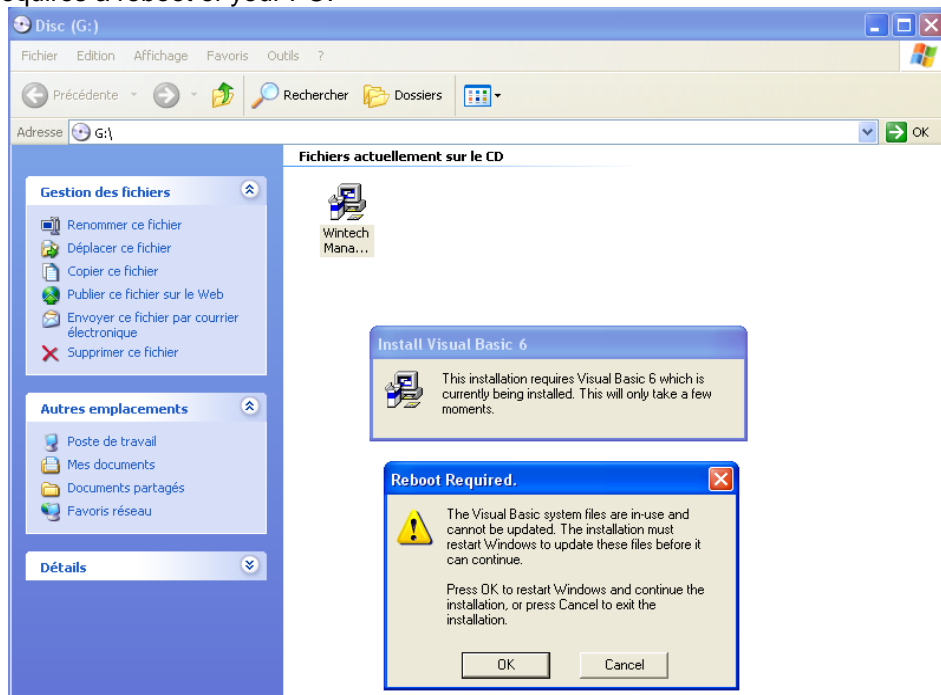 equires a reboot of your PC.
Disc (G:)
Fichier Edition Affichage Favoris Outils ?
Précédente Rechercher Dossiers
Adresse G:\ OK
Fichiers actuellement sur le CD
Gestion des fichiers
Renommer ce fichier
Déplacer ce fichier
Copier ce fichier
Publier ce fichier sur le Web
Envoyer ce fichier par courrier
électronique
Supprimer ce fichier
Autres emplacements
Poste de travail
Mes documents
Documents partagés
Favoris réseau
Détails
Wintech
Mana...
Install Visual Basic 6
This installation requires Visual Basic 6 which is
currently being installed. This will only take a few
moments.
Reboot Required.
The Visual Basic system files are in-use and
cannot be updated. The installation must
restart Windows to update these files before it
can continue.
Press OK to restart Windows and continue the
installation, or press Cancel to exit the
installation.
OK Cancel